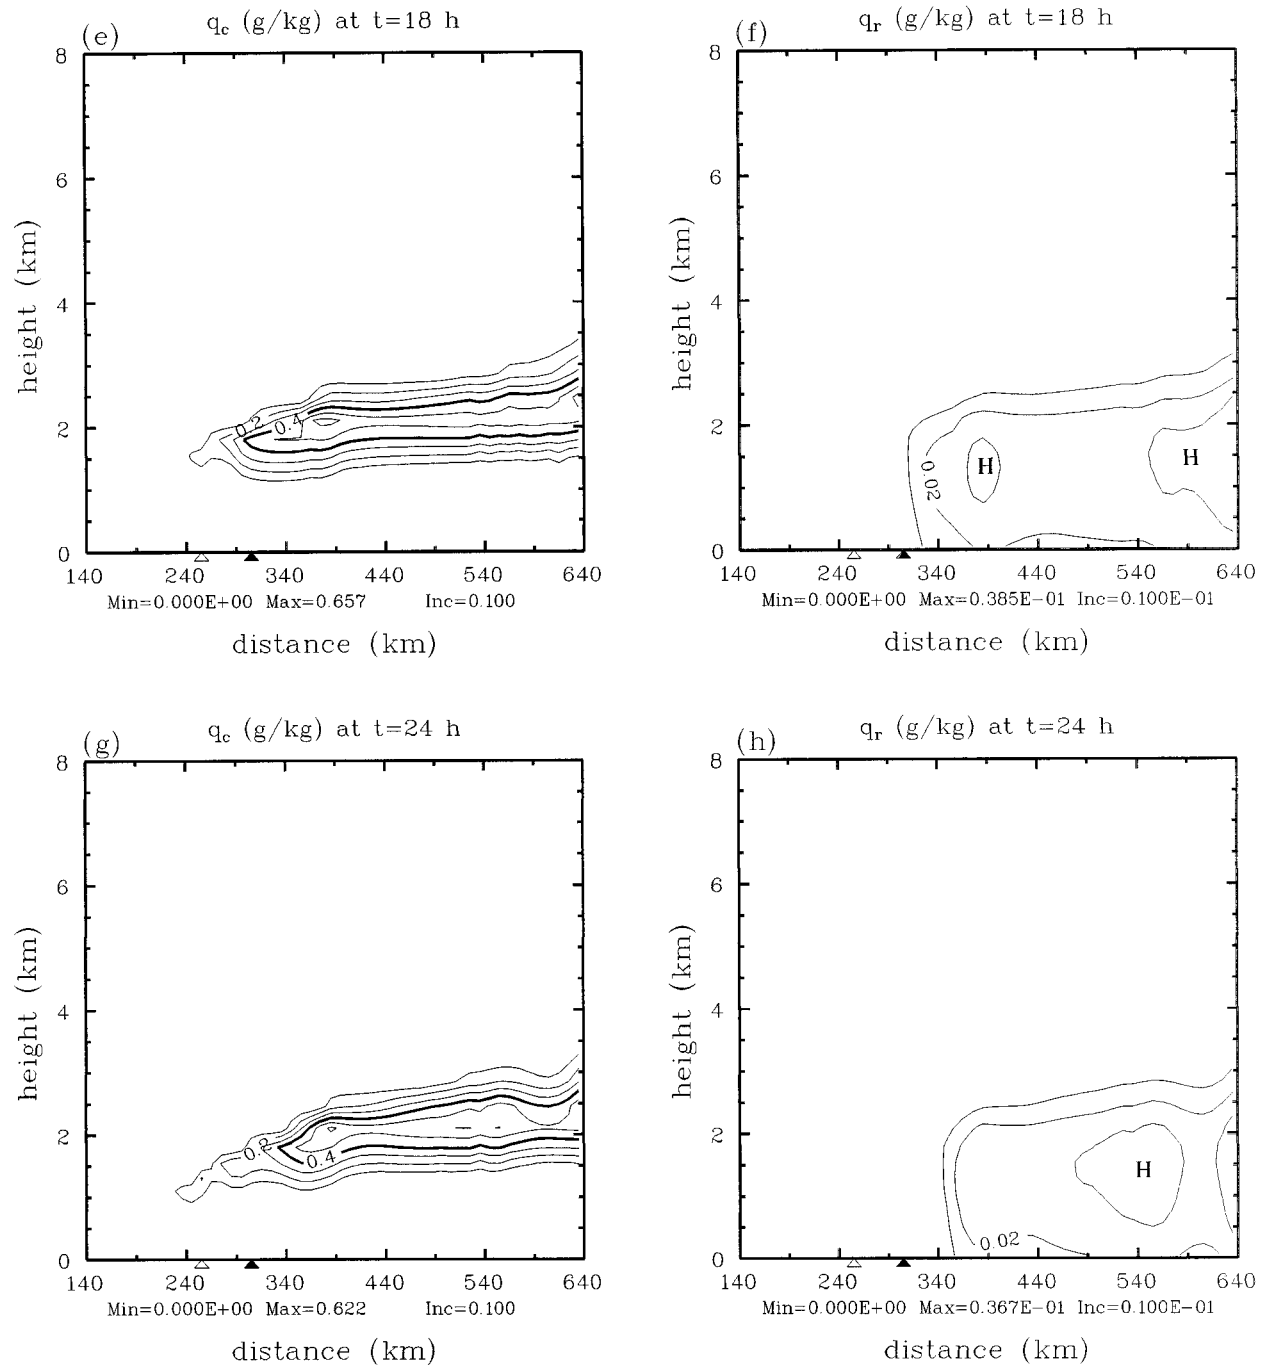 (e) q_c (g/kg) at t=18 h
8
6
4
2
0
height (km)
0.2
0.4
140 240 340 440 540 640
Min=0.000E+00 Max=0.657 Inc=0.100
distance (km)
(f) q_r (g/kg) at t=18 h
8
6
4
2
0
height (km)
0.02
H
H
140 240 340 440 540 640
Min=0.000E+00 Max=0.385E-01 Inc=0.100E-01
distance (km)
(g) q_c (g/kg) at t=24 h
8
6
4
2
0
height (km)
0.2
0.4
140 240 340 440 540 640
Min=0.000E+00 Max=0.622 Inc=0.100
distance (km)
(h) q_r (g/kg) at t=24 h
8
6
4
2
0
height (km)
H
0.02
140 240 340 440 540 640
Min=0.000E+00 Max=0.367E-01 Inc=0.100E-01
distance (km)